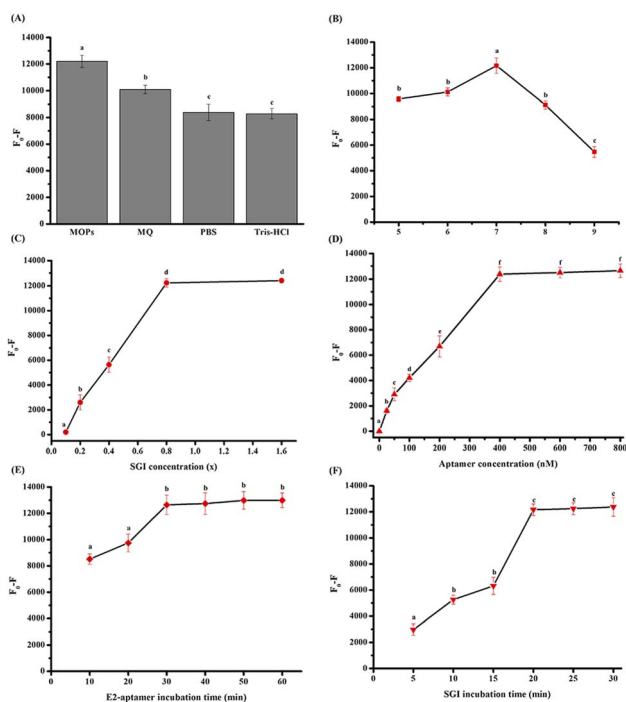 (A)
14000
12000
10000
8000
6000
4000
2000
0
F0-F
a
b
c
c
MOPs MQ PBS Tris-HCl
(B)
14000
12000
10000
8000
6000
4000
2000
0
F0-F
b
b
a
b
c
5 6 7 8 9
(C)
14000
12000
10000
8000
6000
4000
2000
0
F0-F
a
b
c
d
d
0.0 0.2 0.4 0.6 0.8 1.0 1.2 1.4 1.6
SGI concentration (x)
(D)
14000
12000
10000
8000
6000
4000
2000
0
F0-F
a
b
c
d
e
f
f
f
0 100 200 300 400 500 600 700 800
Aptamer concentration (nM)
(E)
14000
12000
10000
8000
6000
4000
2000
0
F0-F
a
a
b
b
b
b
0 10 20 30 40 50 60
E2-aptamer incubation time (min)
(F)
14000
12000
10000
8000
6000
4000
2000
0
F0-F
a
b
b
c
c
c
0 5 10 15 20 25 30
SGI incubation time (min)